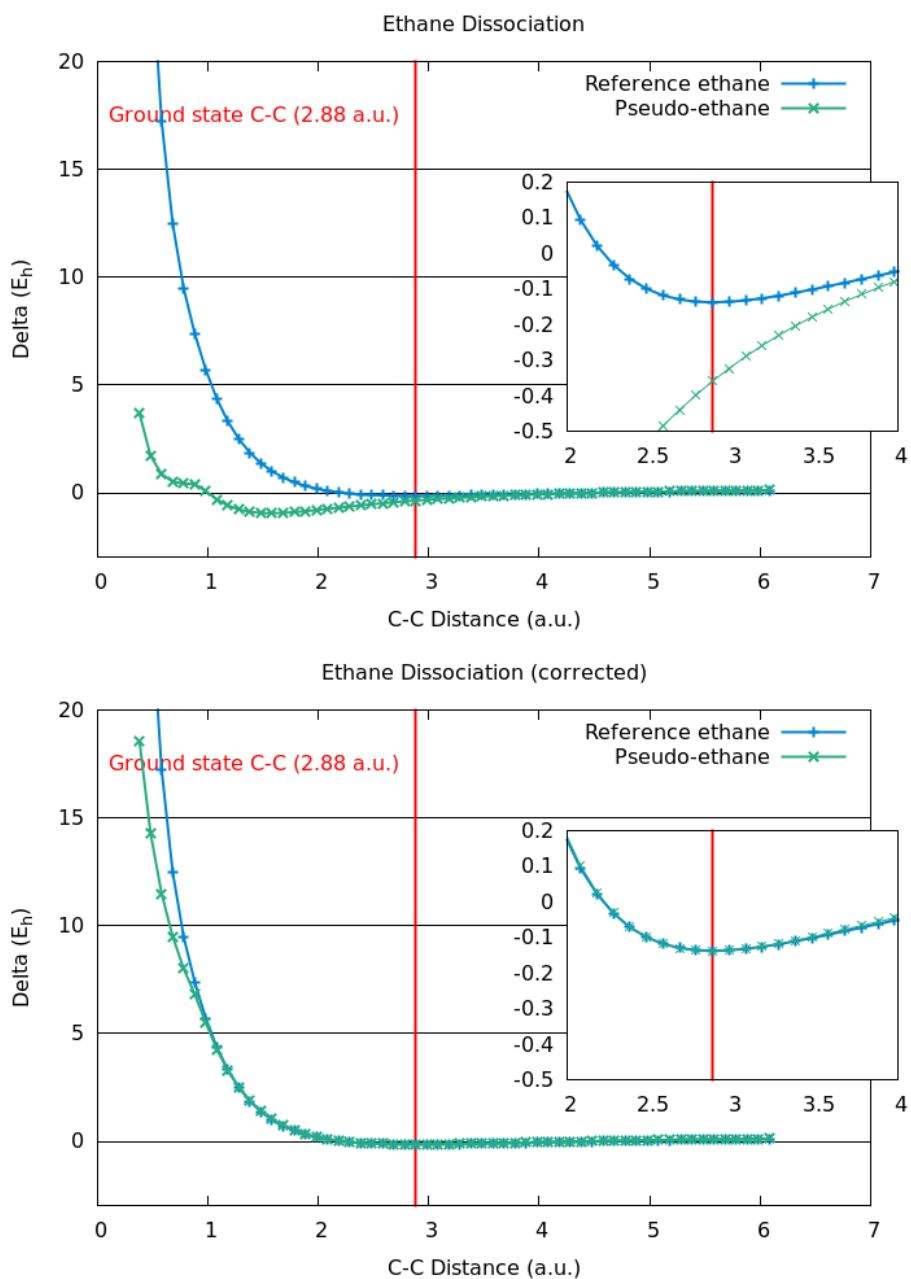 Ethane Dissociation
20
Reference ethane
Pseudo-ethane
Ground state C-C (2.88 a.u.)
15
10
5
0
Delta (E_h)
0 1 2 3 4 5 6 7
C-C Distance (a.u.)
0.2
0.1
0
-0.1
-0.2
-0.3
-0.4
-0.5
2 2.5 3 3.5 4
Ethane Dissociation (corrected)
20
Reference ethane
Pseudo-ethane
Ground state C-C (2.88 a.u.)
15
10
5
0
Delta (E_h)
0 1 2 3 4 5 6 7
C-C Distance (a.u.)
0.2
0.1
0
-0.1
-0.2
-0.3
-0.4
-0.5
2 2.5 3 3.5 4